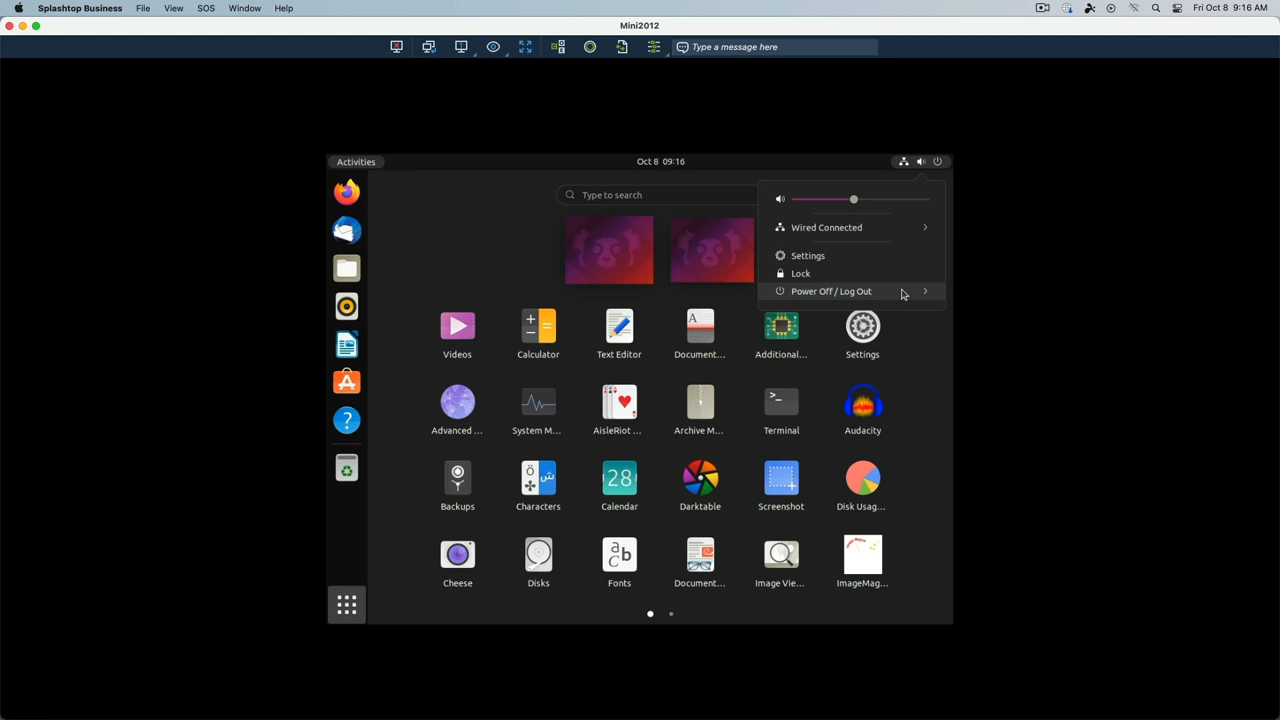 Splashtop Business File View SOS Window Help Fri Oct 8 9:16 AM
Mini2012
Type a message here
Activities Oct 8 09:16
Type to search
Wired Connected
Settings
Lock
Power Off / Log Out
Videos Calculator Text Editor Document... Additional... Settings
Advanced ... System M... AisleRiot ... Archive M... Terminal Audacity
28
Backups Characters Calendar Darktable Screenshot Disk Usag...
Cheese Disks Fonts Document... Image Vie... ImageMag...